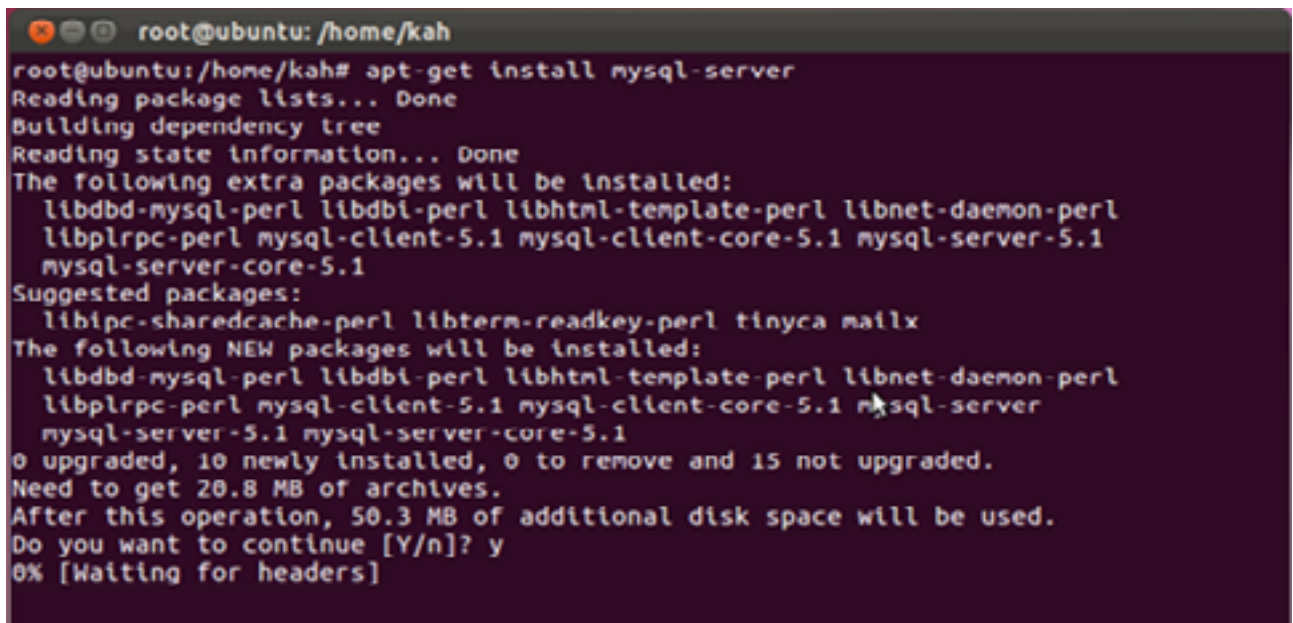 root@ubuntu: /home/kah
root@ubuntu:/home/kah# apt-get install mysql-server
Reading package lists... Done
Building dependency tree
Reading state information... Done
The following extra packages will be installed:
  libdbd-mysql-perl libdbi-perl libhtml-template-perl libnet-daemon-perl
  libplrpc-perl mysql-client-5.1 mysql-client-core-5.1 mysql-server-5.1
  mysql-server-core-5.1
Suggested packages:
  libipc-sharedcache-perl libterm-readkey-perl tinyca mailx
The following NEW packages will be installed:
  libdbd-mysql-perl libdbi-perl libhtml-template-perl libnet-daemon-perl
  libplrpc-perl mysql-client-5.1 mysql-client-core-5.1 mysql-server
  mysql-server-5.1 mysql-server-core-5.1
0 upgraded, 10 newly installed, 0 to remove and 15 not upgraded.
Need to get 20.8 MB of archives.
After this operation, 50.3 MB of additional disk space will be used.
Do you want to continue [Y/n]? y
0% [Waiting for headers]